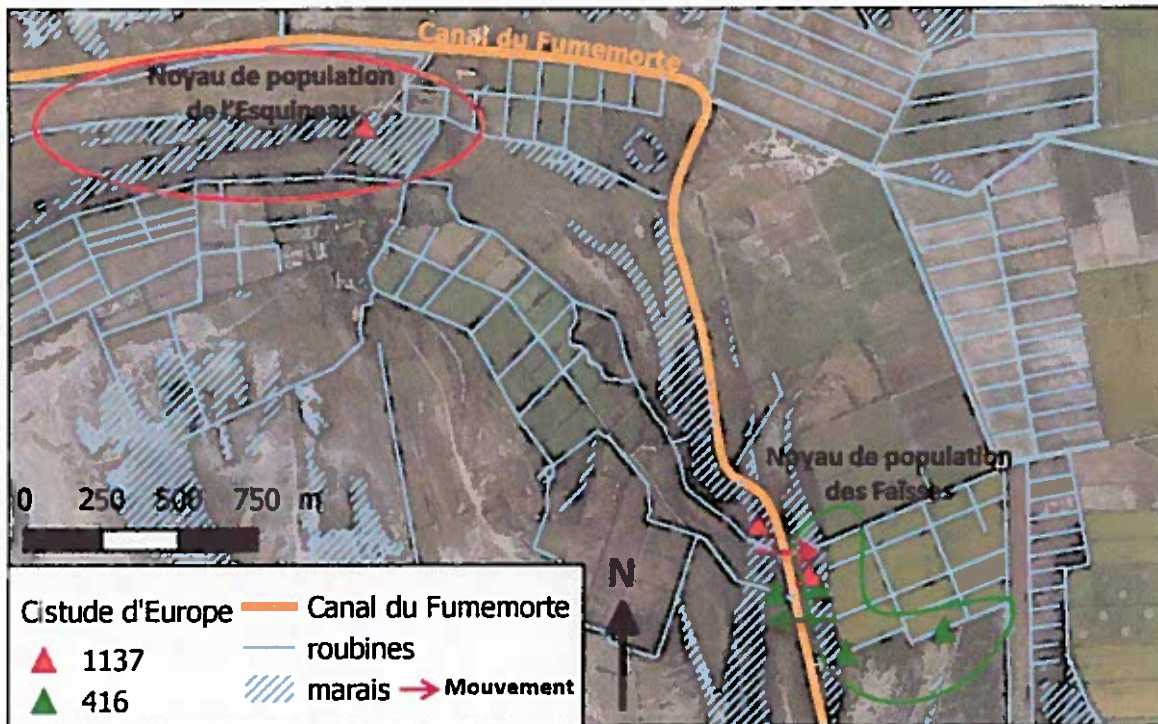 Canal du Fumemorte
Noyau de population
de l'Esquineau
Noyau de population
des Faïsses
0 250 500 750 m
N
Cistude d'Europe
1137
416
Canal du Fumemorte
roubines
marais
Mouvement